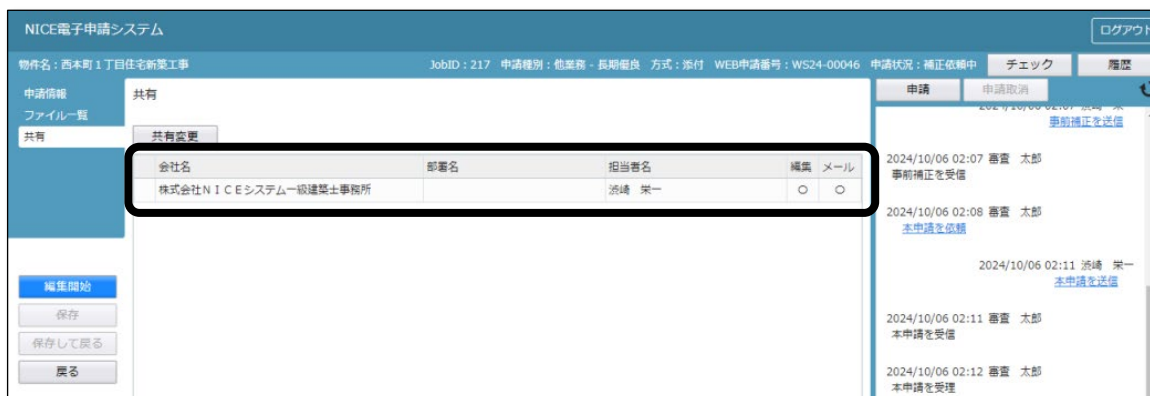 NICE電子申請システム
ログアウト
物件名：西本町１丁目住宅新築工事
JobID：217 申請種別：他業務 - 長期優良 方式：添付 WEB申請番号：WS24-00046 申請状況：補正依頼中
チェック
履歴
申請情報
ファイル一覧
共有
共有
共有変更
会社名 部署名 担当者名 編集 メール
株式会社ＮＩＣＥシステム一級建築士事務所 浜崎 栄一 ○ ○
編集開始
保存
保存して戻る
戻る
申請
申請取消
事前補正を送信
2024/10/06 02:07 審査 太郎
事前補正を受信
2024/10/06 02:08 審査 太郎
本申請を依頼
2024/10/06 02:11 浜崎 栄一
本申請を送信
2024/10/06 02:11 審査 太郎
本申請を受信
2024/10/06 02:12 審査 太郎
本申請を受理